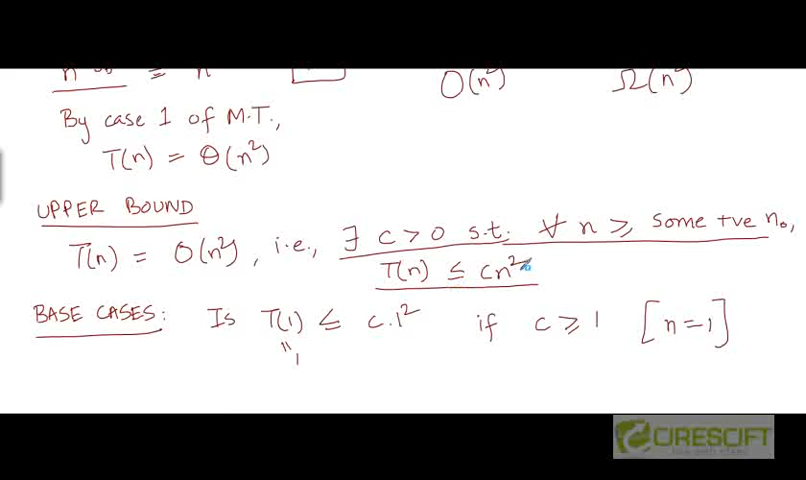 O(n²) Ω(n²)
By case 1 of M.T.,
T(n) = Θ(n²)
UPPER BOUND
T(n) = O(n²), i.e., ∃ c > 0 s.t. ∀ n ≥ some +ve n₀,
T(n) ≤ cn²
BASE CASES: Is T(1) ≤ c.1² if c ≥ 1 [n=1]
"
1
CIRESCIFT